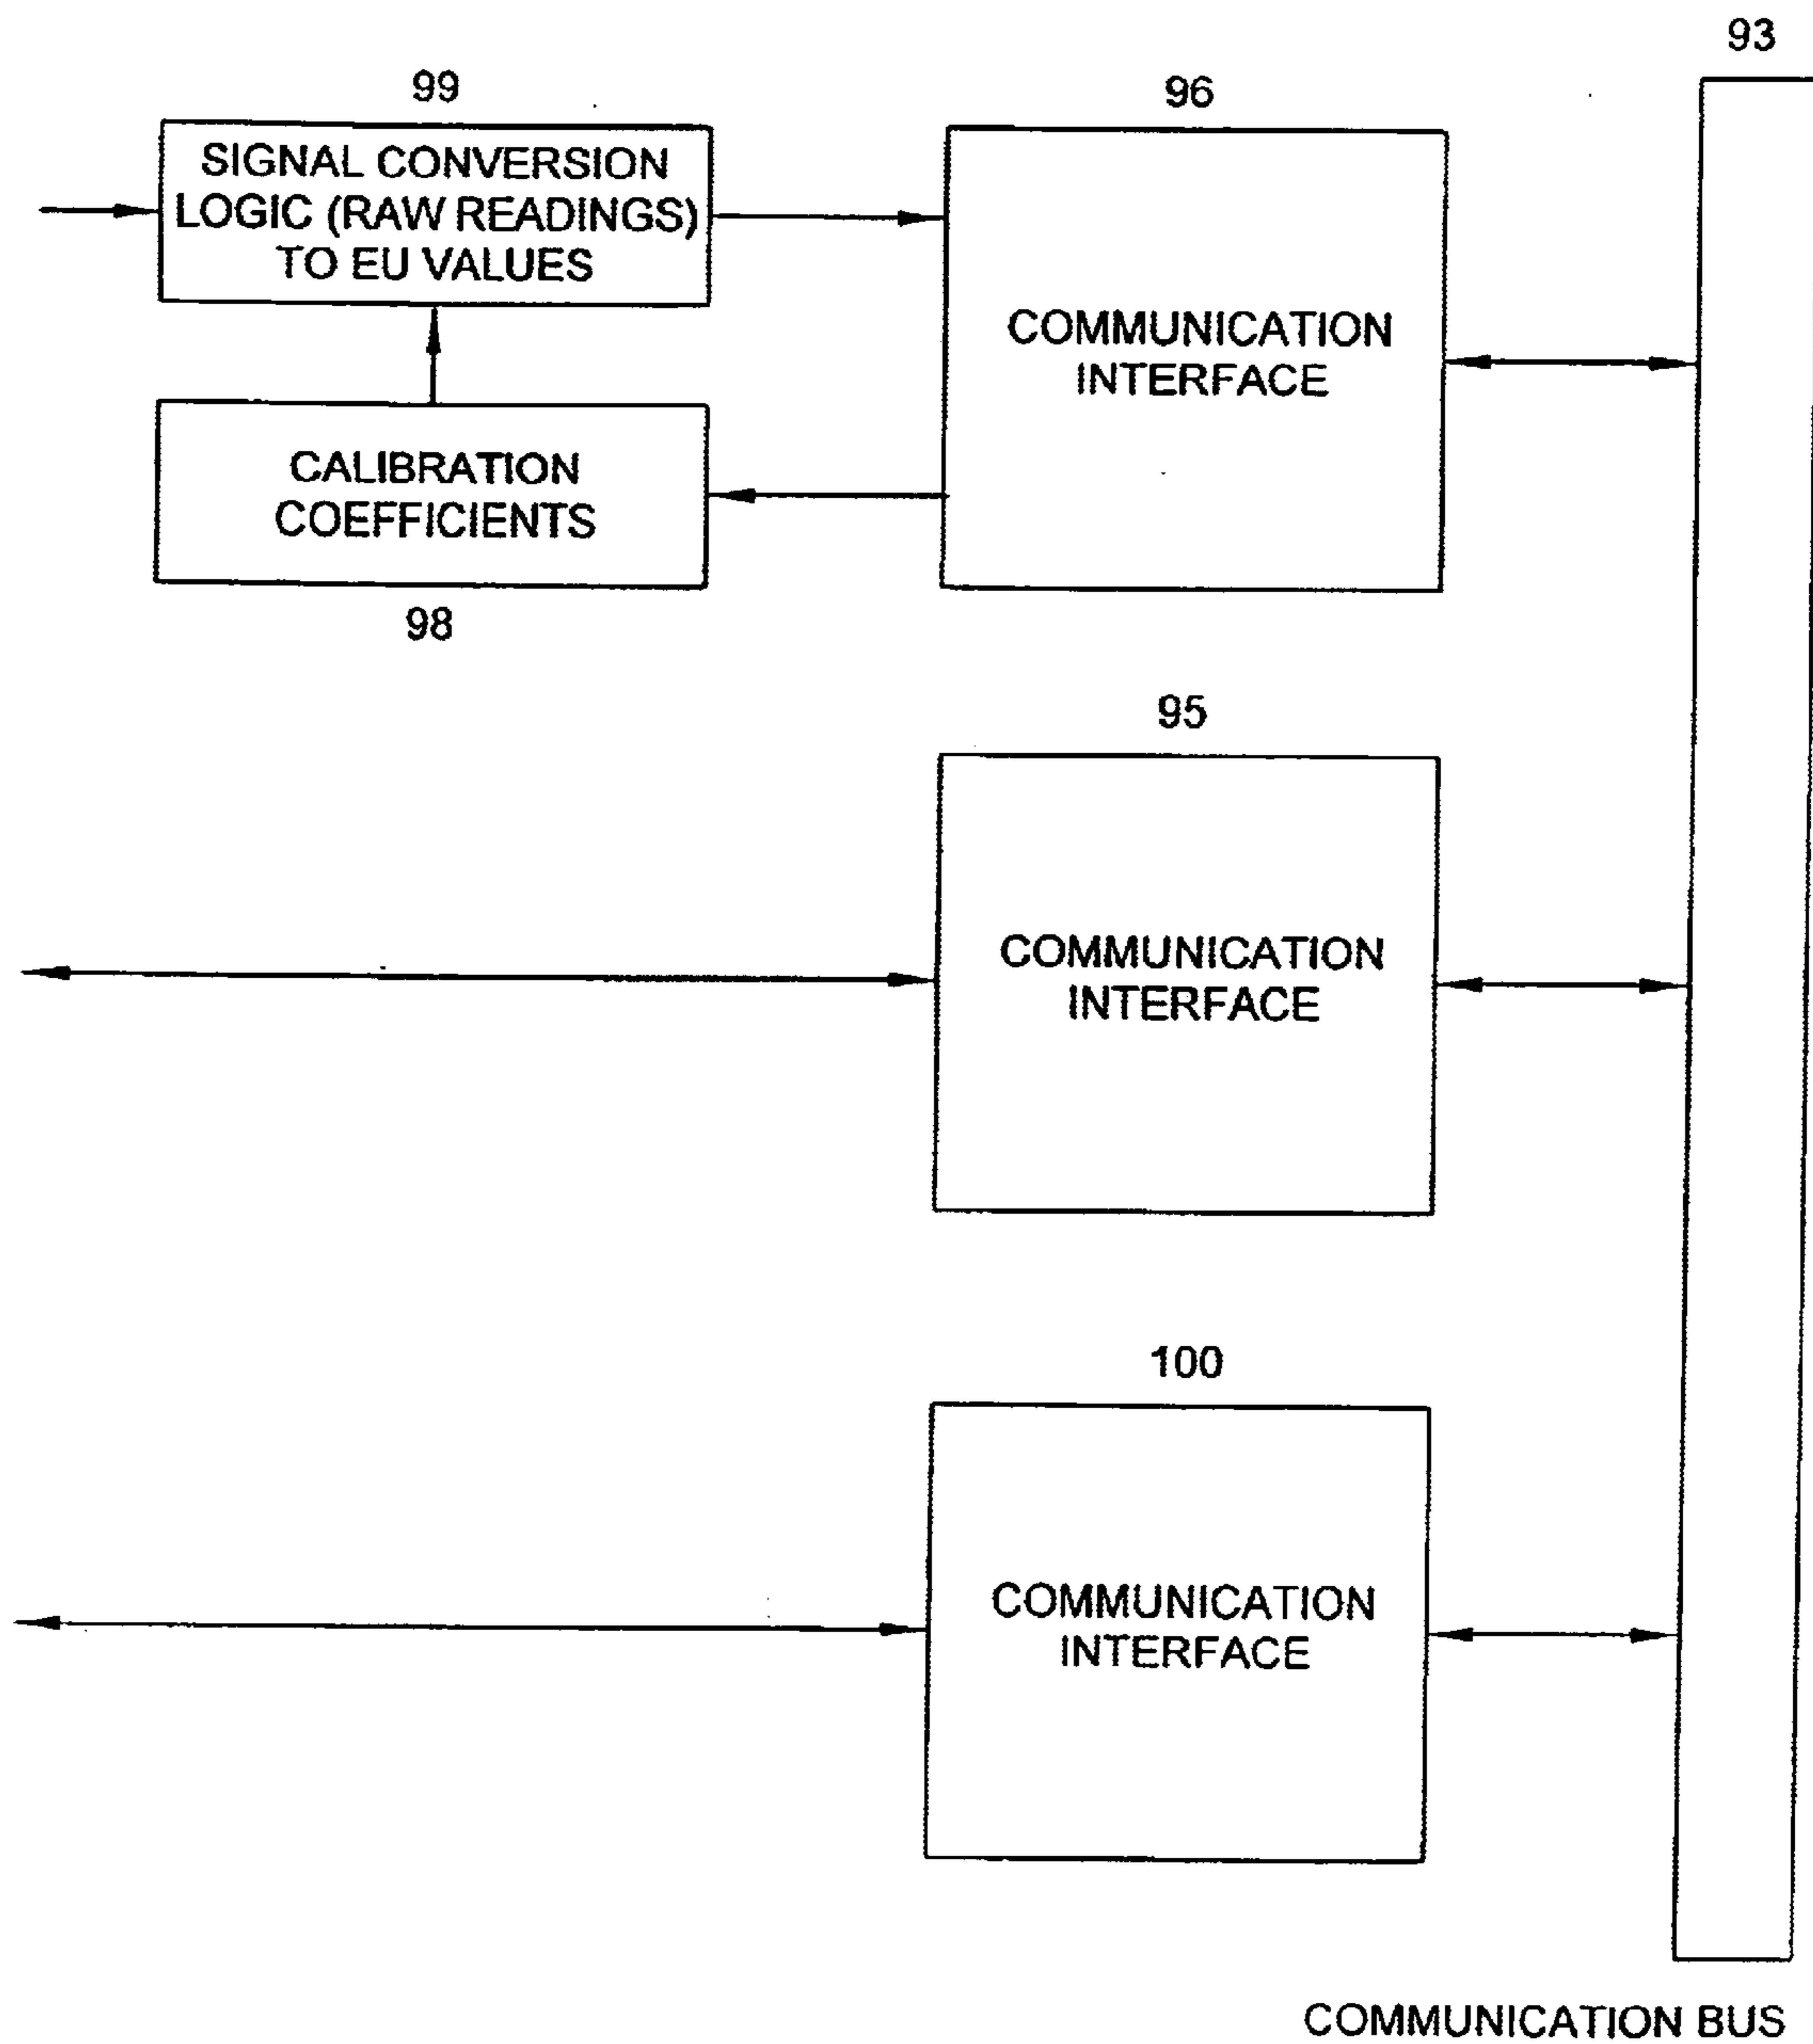 93
99
96
SIGNAL CONVERSION
LOGIC (RAW READINGS)
TO EU VALUES
COMMUNICATION
INTERFACE
CALIBRATION
COEFFICIENTS
98
95
COMMUNICATION
INTERFACE
100
COMMUNICATION
INTERFACE
COMMUNICATION BUS